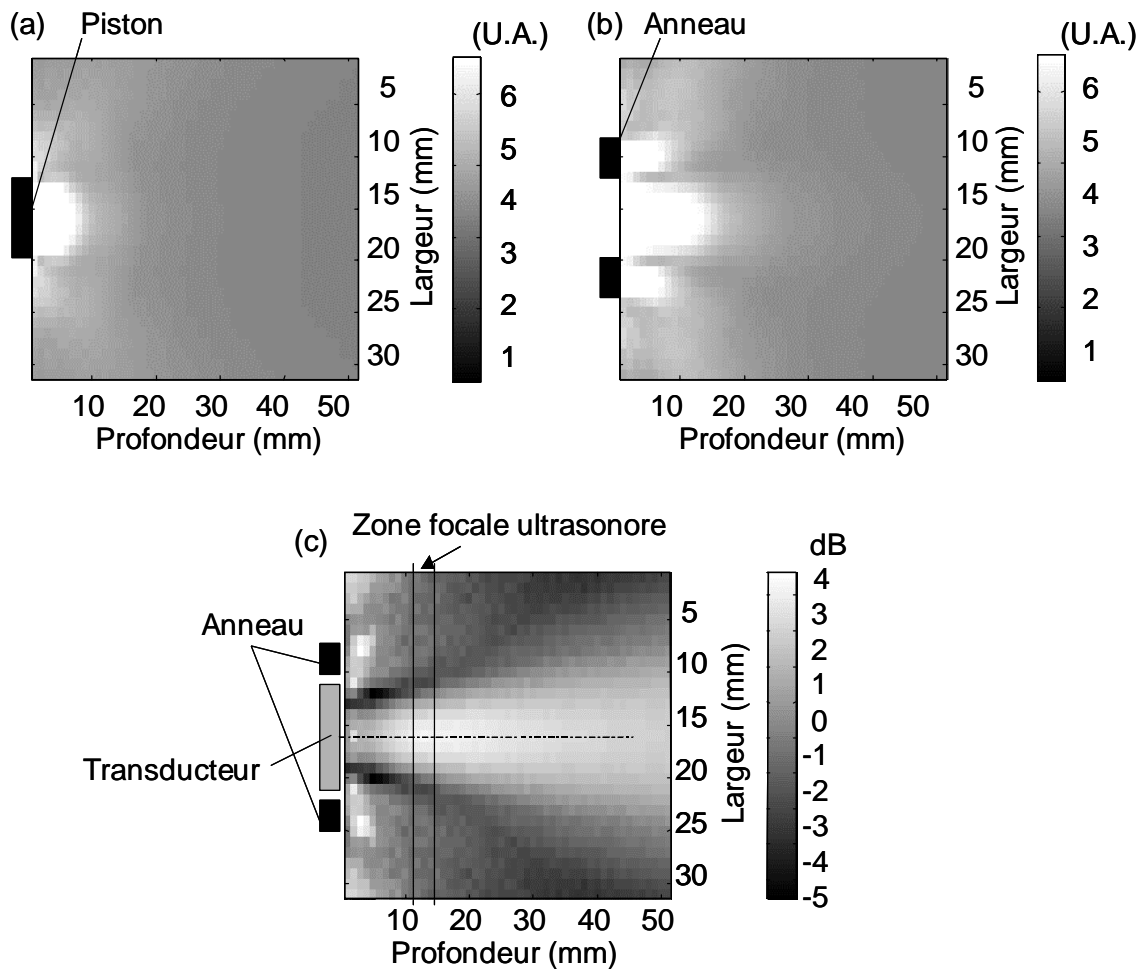 (a) Piston (U.A.)
6
5
4
3
2
1
5
10
15
20
25
30
Largeur (mm)
10 20 30 40 50
Profondeur (mm)
(b) Anneau (U.A.)
6
5
4
3
2
1
5
10
15
20
25
30
Largeur (mm)
10 20 30 40 50
Profondeur (mm)
(c) Zone focale ultrasonore
dB
Anneau
Transducteur
5
10
15
20
25
30
Largeur (mm)
4
3
2
1
0
-1
-2
-3
-4
-5
10 20 30 40 50
Profondeur (mm)